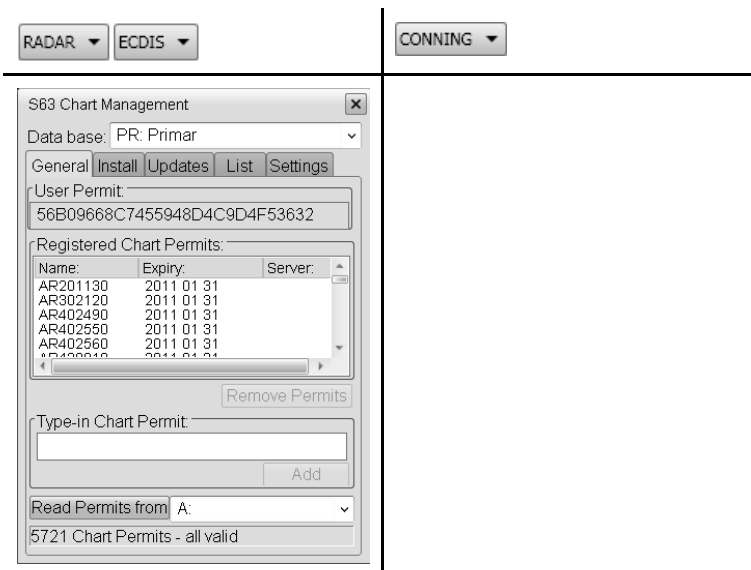 RADAR ECDIS CONNING
S63 Chart Management
Data base: PR: Primar
General Install Updates List Settings
User Permit:
56B09668C7455948D4C9D4F53632
Registered Chart Permits:
Name: Expiry: Server:
AR201130 2011 01 31
AR302120 2011 01 31
AR402490 2011 01 31
AR402550 2011 01 31
AR402560 2011 01 31
Remove Permits
Type-in Chart Permit:
Add
Read Permits from A:
5721 Chart Permits - all valid